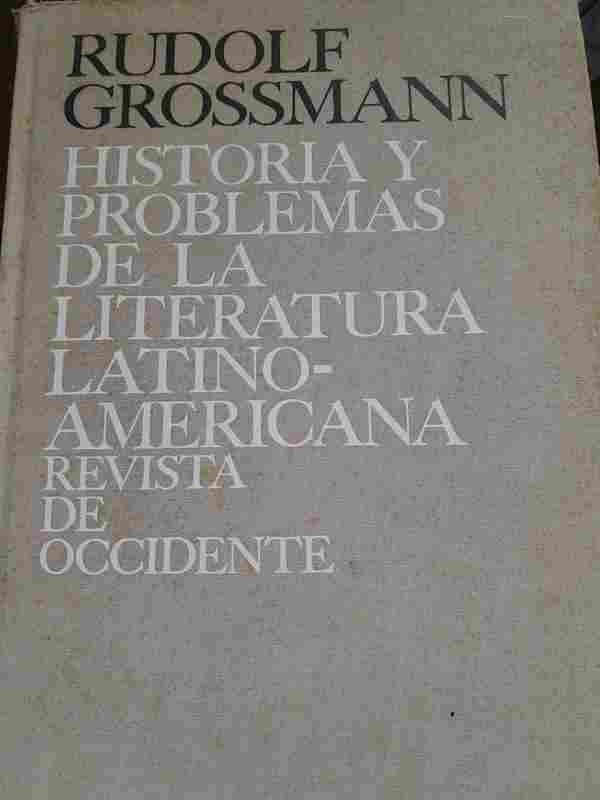 RUDOLF
GROSSMANN
HISTORIA Y
PROBLEMAS
DE LA
LITERATURA
LATINO-
AMERICANA
REVISTA
DE
OCCIDENTE